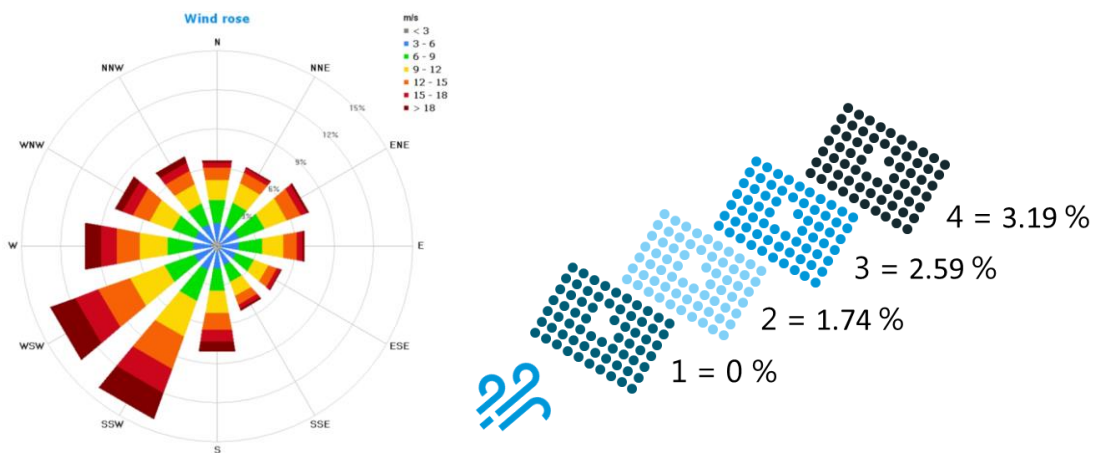 Wind rose
m/s
< 3
3 - 6
6 - 9
9 - 12
12 - 15
15 - 18
> 18
N
NNW
NNE
15%
12%
9%
6%
3%
WNW
ENE
W
E
WSW
ESE
SSW
SSE
S
4 = 3.19 %
3 = 2.59 %
2 = 1.74 %
1 = 0 %